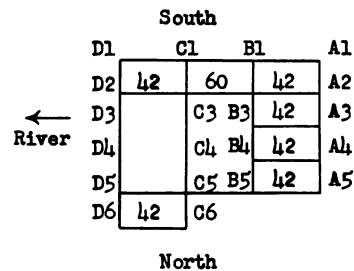 South
D1 C1 B1 A1
D2 42 60 42 A2
D3 C3 B3 42 A3
River D4 C4 B4 42 A4
D5 C5 B5 42 A5
D6 42 C6
North